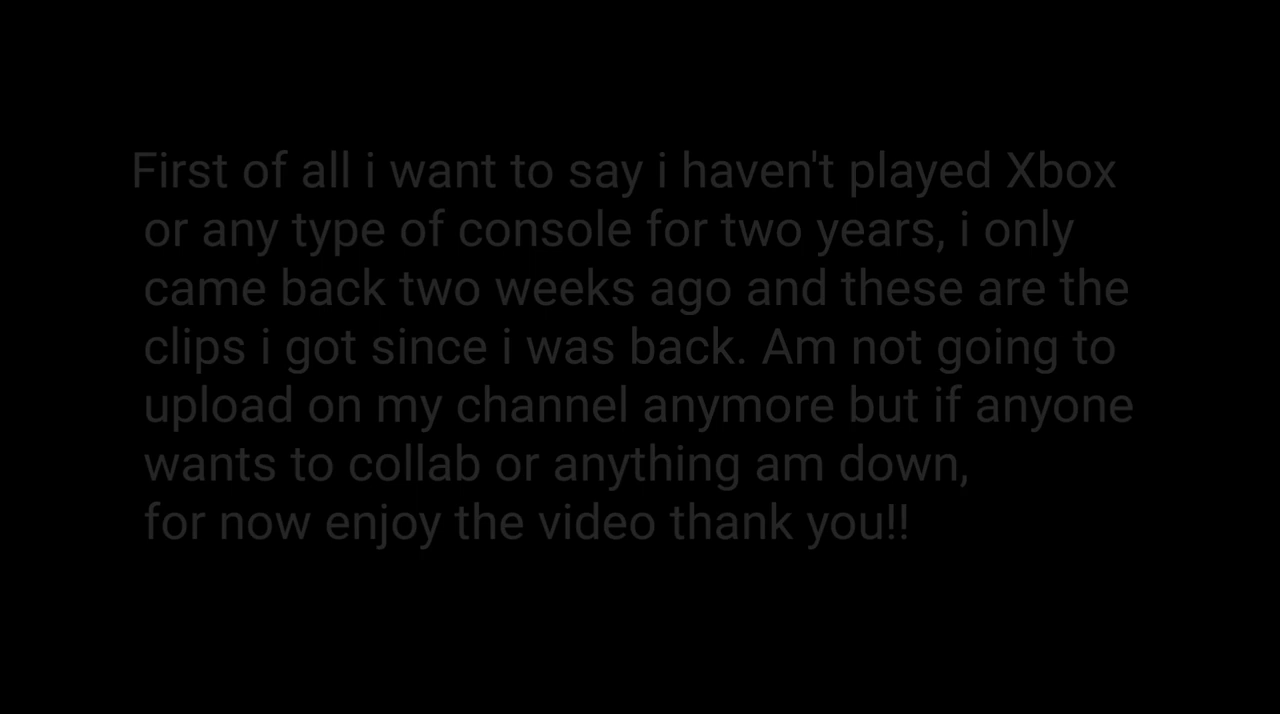 First of all i want to say i haven't played Xbox
or any type of console for two years, i only
came back two weeks ago and these are the
clips i got since i was back. Am not going to
upload on my channel anymore but if anyone
wants to collab or anything am down,
for now enjoy the video thank you!!